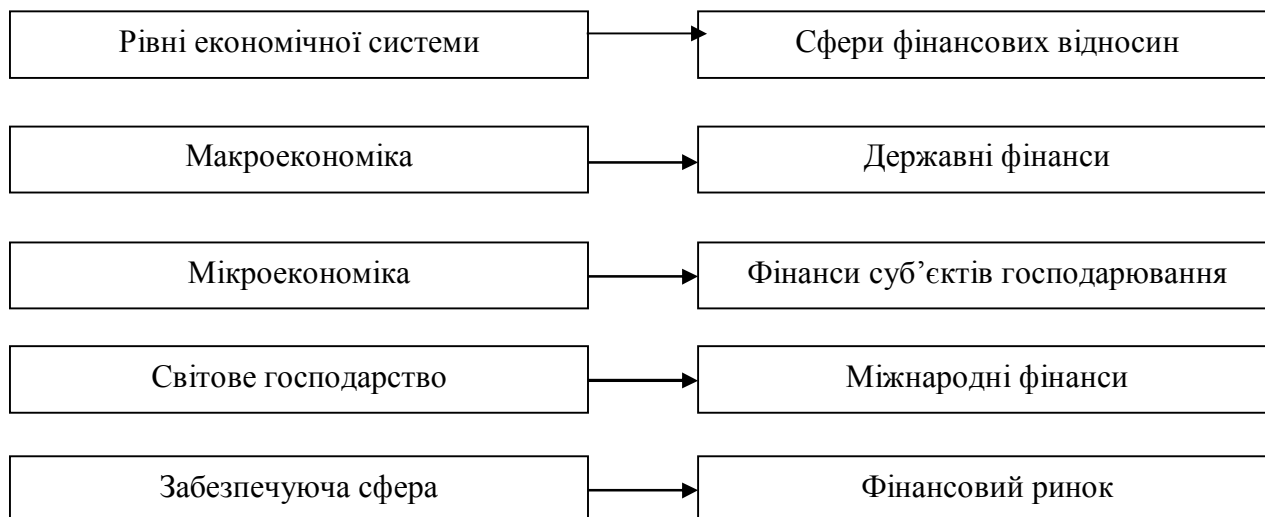 Рівні економічної системи
Сфери фінансових відносин
Макроекономіка
Державні фінанси
Мікроекономіка
Фінанси суб’єктів господарювання
Світове господарство
Міжнародні фінанси
Забезпечуюча сфера
Фінансовий ринок